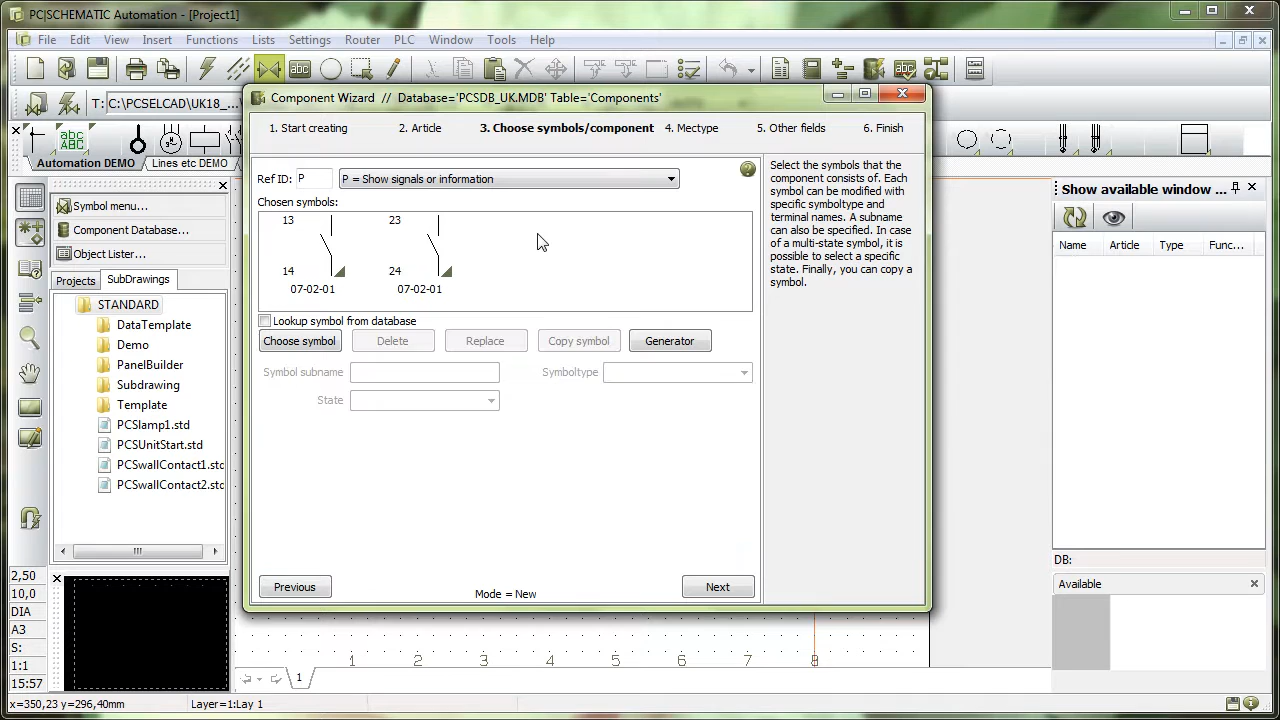 PC|SCHEMATIC Automation - [Project1]
File Edit View Insert Functions Lists Settings Router PLC Window Tools Help
T: C:\PCSELCAD\UK18_...
Component Wizard // Database='PCSDB_UK.MDB' Table='Components'
1. Start creating 2. Article 3. Choose symbols/component 4. Mectype 5. Other fields 6. Finish
abc
ABC
Automation DEMO Lines etc DEMO
Symbol menu...
Component Database...
Object Lister...
Projects SubDrawings
STANDARD
DataTemplate
Demo
PanelBuilder
Subdrawing
Template
PCSlamp1.std
PCSUnitStart.std
PCSwallContact1.std
PCSwallContact2.std
Ref ID: P P = Show signals or information
Chosen symbols:
13 23
14 24
07-02-01 07-02-01
Lookup symbol from database
Choose symbol Delete Replace Copy symbol Generator
Symbol subname Symboltype
State
Previous Next
Mode = New
Select the symbols that the
component consists of. Each
symbol can be modified with
specific symboltype and
terminal names. A subname
can also be specified. In case
of a multi-state symbol, it is
possible to select a specific
state. Finally, you can copy a
symbol.
Show available window ...
Name Article Type Func...
DB:
Available
2,50
10,0
DIA
A3
S:
1:1
15:57
1 2 3 4 5 6 7 8
1
x=350,23 y=296,40mm Layer=1:Lay 1